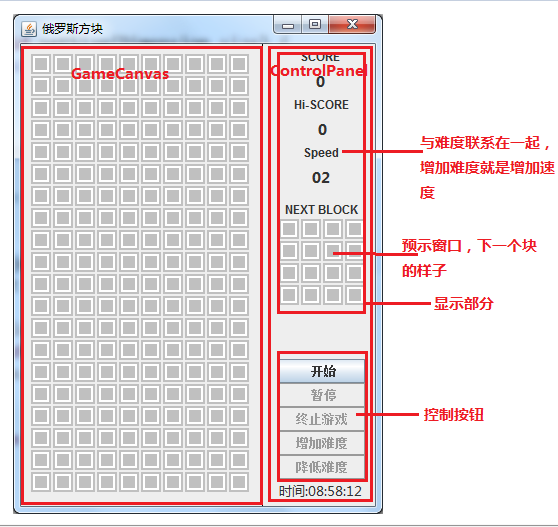 俄罗斯方块
GameCanvas
SCORE
ControlPanel
0
Hi-SCORE
0
Speed
02
NEXT BLOCK
开始
暂停
终止游戏
增加难度
降低难度
时间:08:58:12
与难度联系在一起，
增加难度就是增加速
度
预示窗口，下一个块
的样子
显示部分
控制按钮